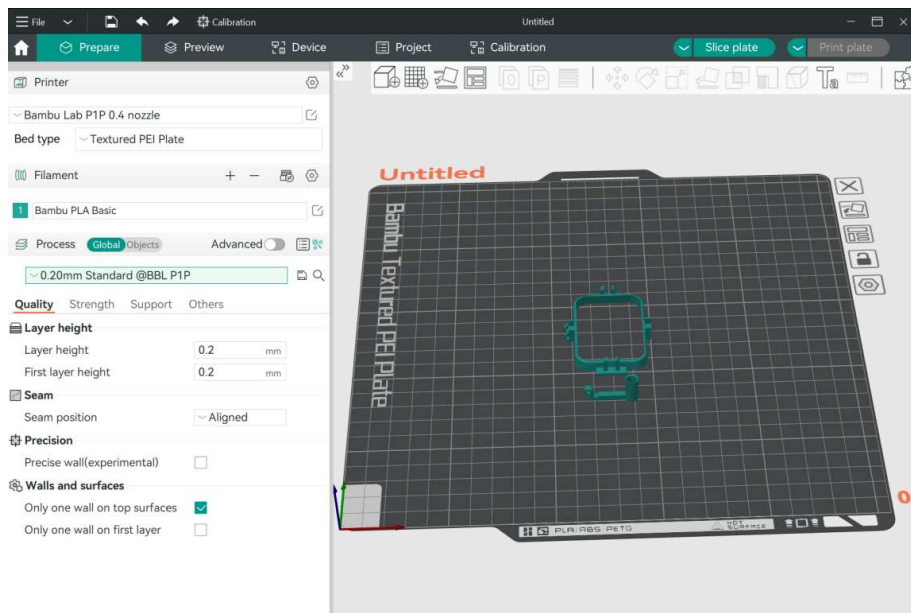 File Calibration Untitled
Prepare Preview Device Project Calibration Slice plate Print plate
Printer
Bambu Lab P1P 0.4 nozzle
Bed type Textured PEI Plate
Filament
1 Bambu PLA Basic
Process Global Objects Advanced
0.20mm Standard @BBL P1P
Quality Strength Support Others
Layer height
Layer height 0.2 mm
First layer height 0.2 mm
Seam
Seam position Aligned
Precision
Precise wall(experimental)
Walls and surfaces
Only one wall on top surfaces
Only one wall on first layer
Untitled
Bambu Textured PEI Plate
PLA/ABS/PETG
HOT SURFACE